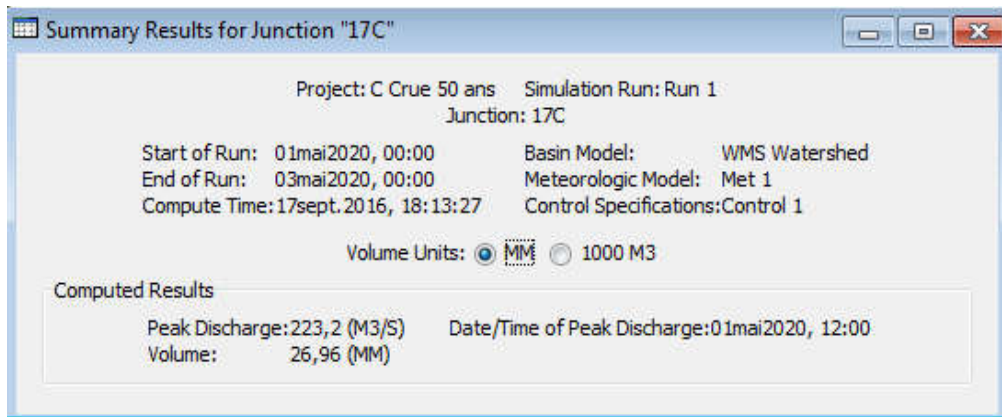 Summary Results for Junction "17C"
Project: C Crue 50 ans Simulation Run: Run 1
Junction: 17C
Start of Run: 01mai2020, 00:00 Basin Model: WMS Watershed
End of Run: 03mai2020, 00:00 Meteorologic Model: Met 1
Compute Time:17sept.2016, 18:13:27 Control Specifications:Control 1
Volume Units: MM 1000 M3
Computed Results
Peak Discharge:223,2 (M3/S) Date/Time of Peak Discharge:01mai2020, 12:00
Volume: 26,96 (MM)